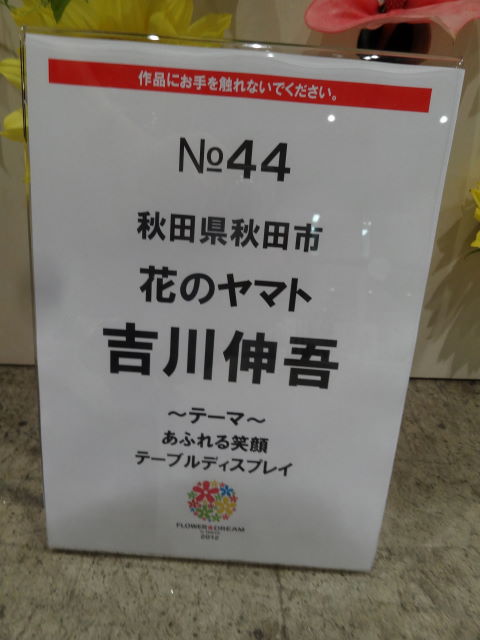 作品にお手を触れないでください。
№44
秋田県秋田市
花のヤマト
吉川伸吾
～テーマ～
あふれる笑顔
テーブルディスプレイ
FLOWER DREAM
2012